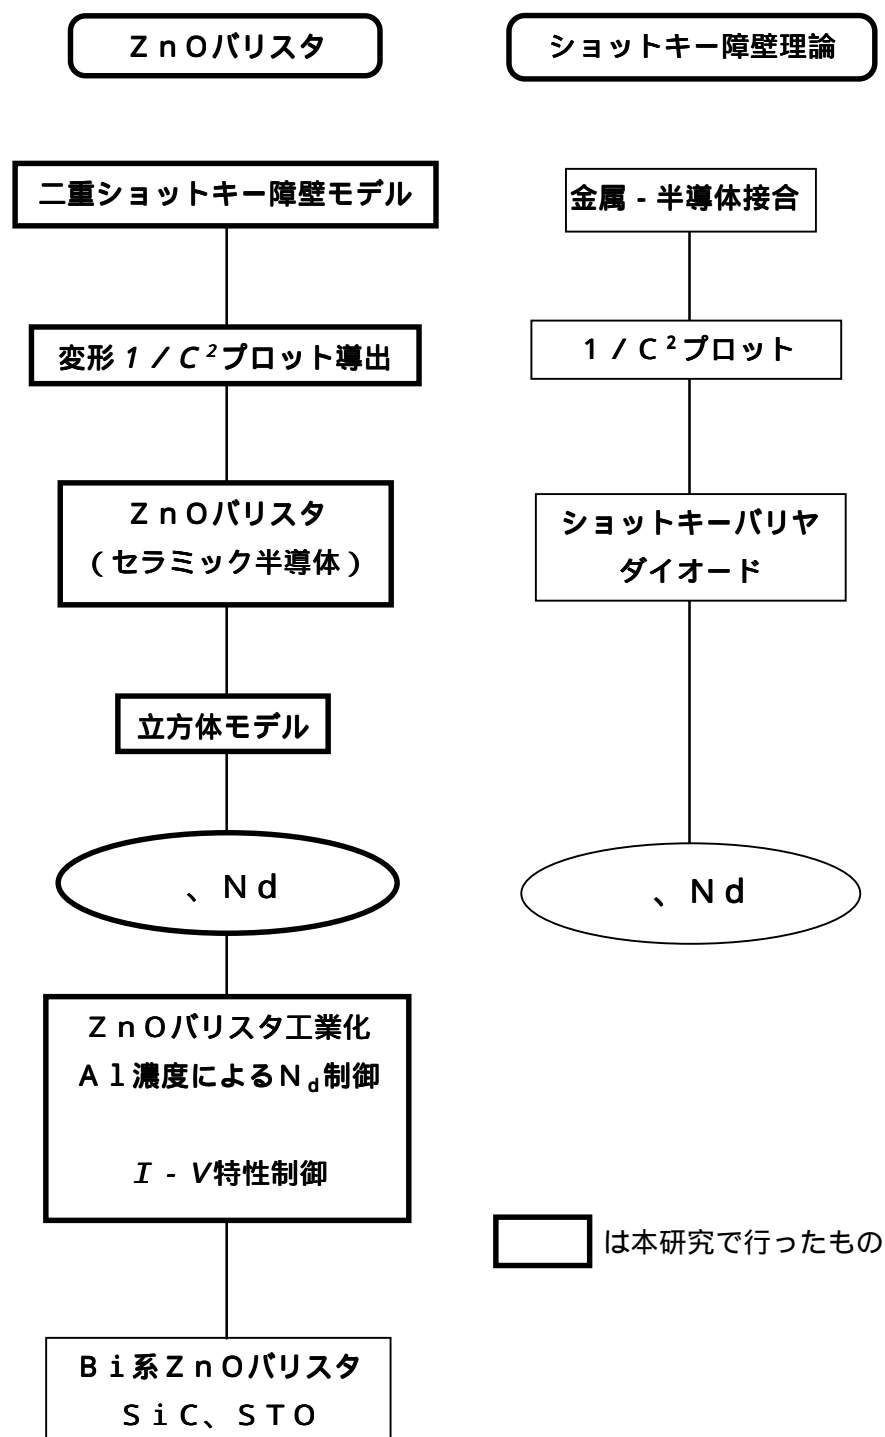 ＺｎＯバリスタ
二重ショットキー障壁モデル
変形１／Ｃ²プロット導出
ＺｎＯバリスタ
（セラミック半導体）
立方体モデル
、Ｎｄ
ＺｎＯバリスタ工業化
Ａｌ濃度によるＮd制御
Ｉ－Ｖ特性制御
Ｂｉ系ＺｎＯバリスタ
ＳｉＣ、ＳＴＯ
ショットキー障壁理論
金属－半導体接合
１／Ｃ²プロット
ショットキーバリヤ
ダイオード
、Ｎｄ
は本研究で行ったもの